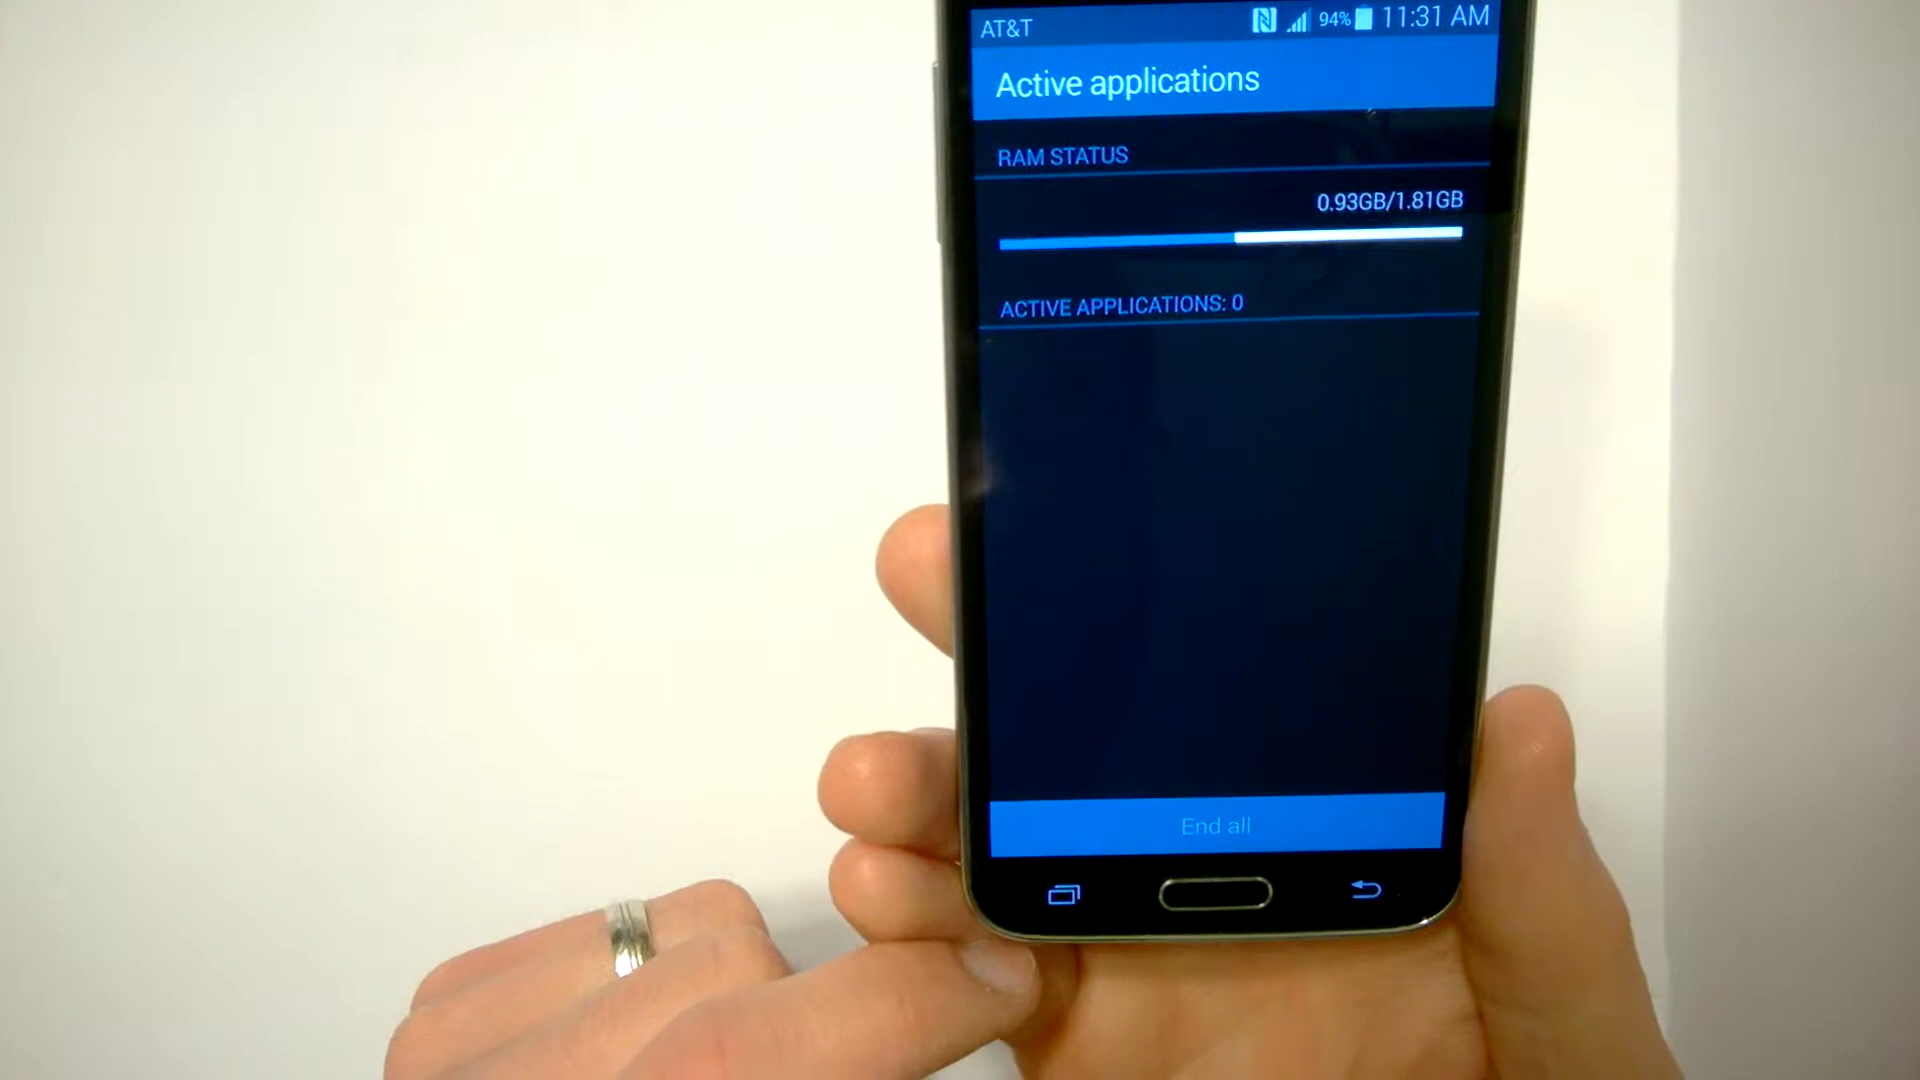 AT&T 94% 11:31 AM
Active applications
RAM STATUS
0.93GB/1.81GB
ACTIVE APPLICATIONS: 0
End all